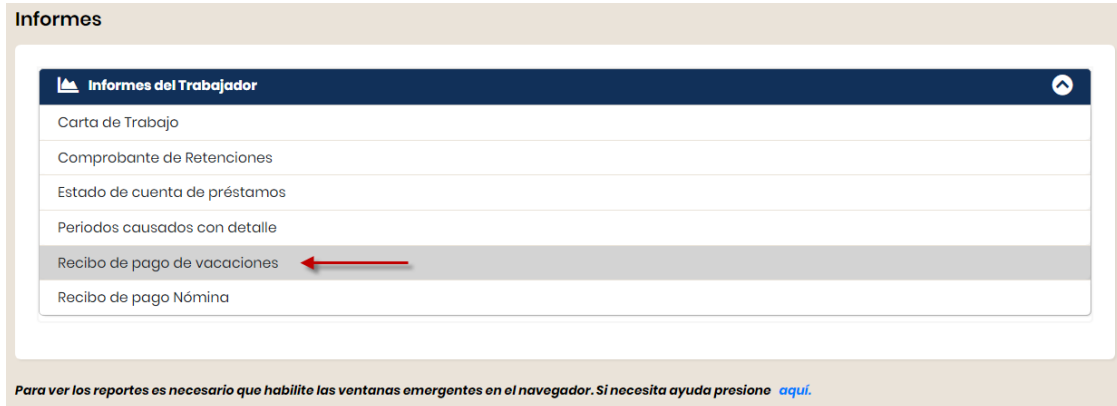 Informes
Informes del Trabajador
Carta de Trabajo
Comprobante de Retenciones
Estado de cuenta de préstamos
Periodos causados con detalle
Recibo de pago de vacaciones
Recibo de pago Nómina
Para ver los reportes es necesario que habilite las ventanas emergentes en el navegador. Si necesita ayuda presione aquí.